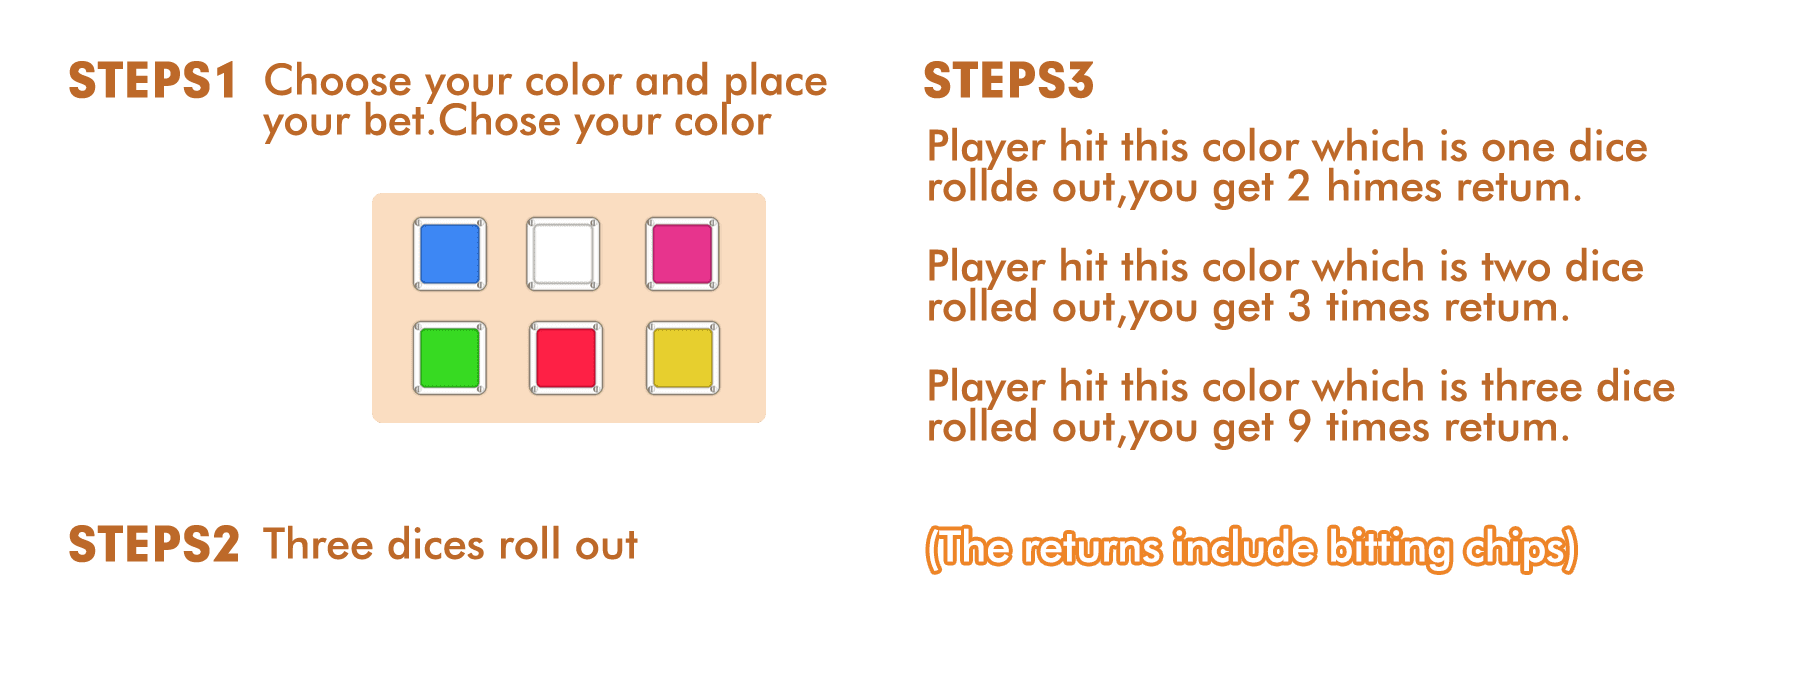 STEPS1 Choose your color and place
your bet.Chose your color
STEPS2 Three dices roll out
STEPS3
Player hit this color which is one dice
rollde out,you get 2 himes retum.
Player hit this color which is two dice
rolled out,you get 3 times retum.
Player hit this color which is three dice
rolled out,you get 9 times retum.
(The returns include bitting chips)